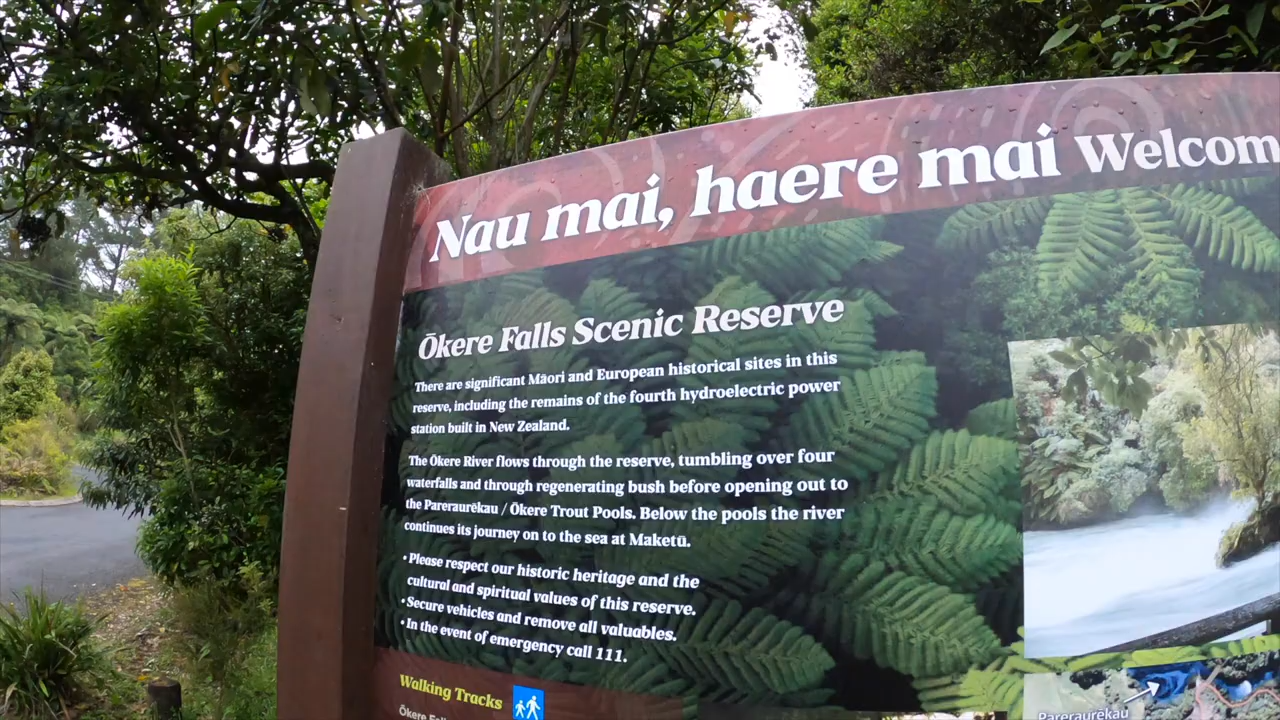 Nau mai, haere mai Welcom
Ōkere Falls Scenic Reserve
There are significant Māori and European historical sites in this
reserve, including the remains of the fourth hydroelectric power
station built in New Zealand.
The Ōkere River flows through the reserve, tumbling over four
waterfalls and through regenerating bush before opening out to
the Pareraurēkau / Ōkere Trout Pools. Below the pools the river
continues its journey on to the sea at Maketū.
• Please respect our historic heritage and the
cultural and spiritual values of this reserve.
• Secure vehicles and remove all valuables.
• In the event of emergency call 111.
Walking Tracks
Ōkere Fal
Pareraurēkau